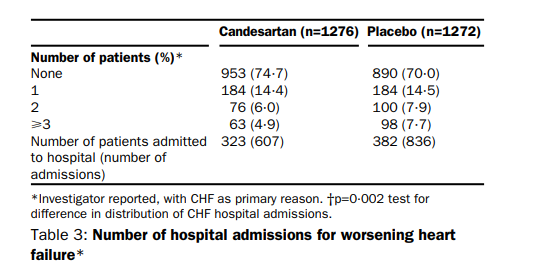 Candesartan (n=1276) Placebo (n=1272)
Number of patients (%)*
None 953 (74·7) 890 (70·0)
1 184 (14·4) 184 (14·5)
2 76 (6·0) 100 (7·9)
⩾3 63 (4·9) 98 (7·7)
Number of patients admitted 323 (607) 382 (836)
to hospital (number of
admissions)
*Investigator reported, with CHF as primary reason. †p=0·002 test for
difference in distribution of CHF hospital admissions.
Table 3: Number of hospital admissions for worsening heart
failure*